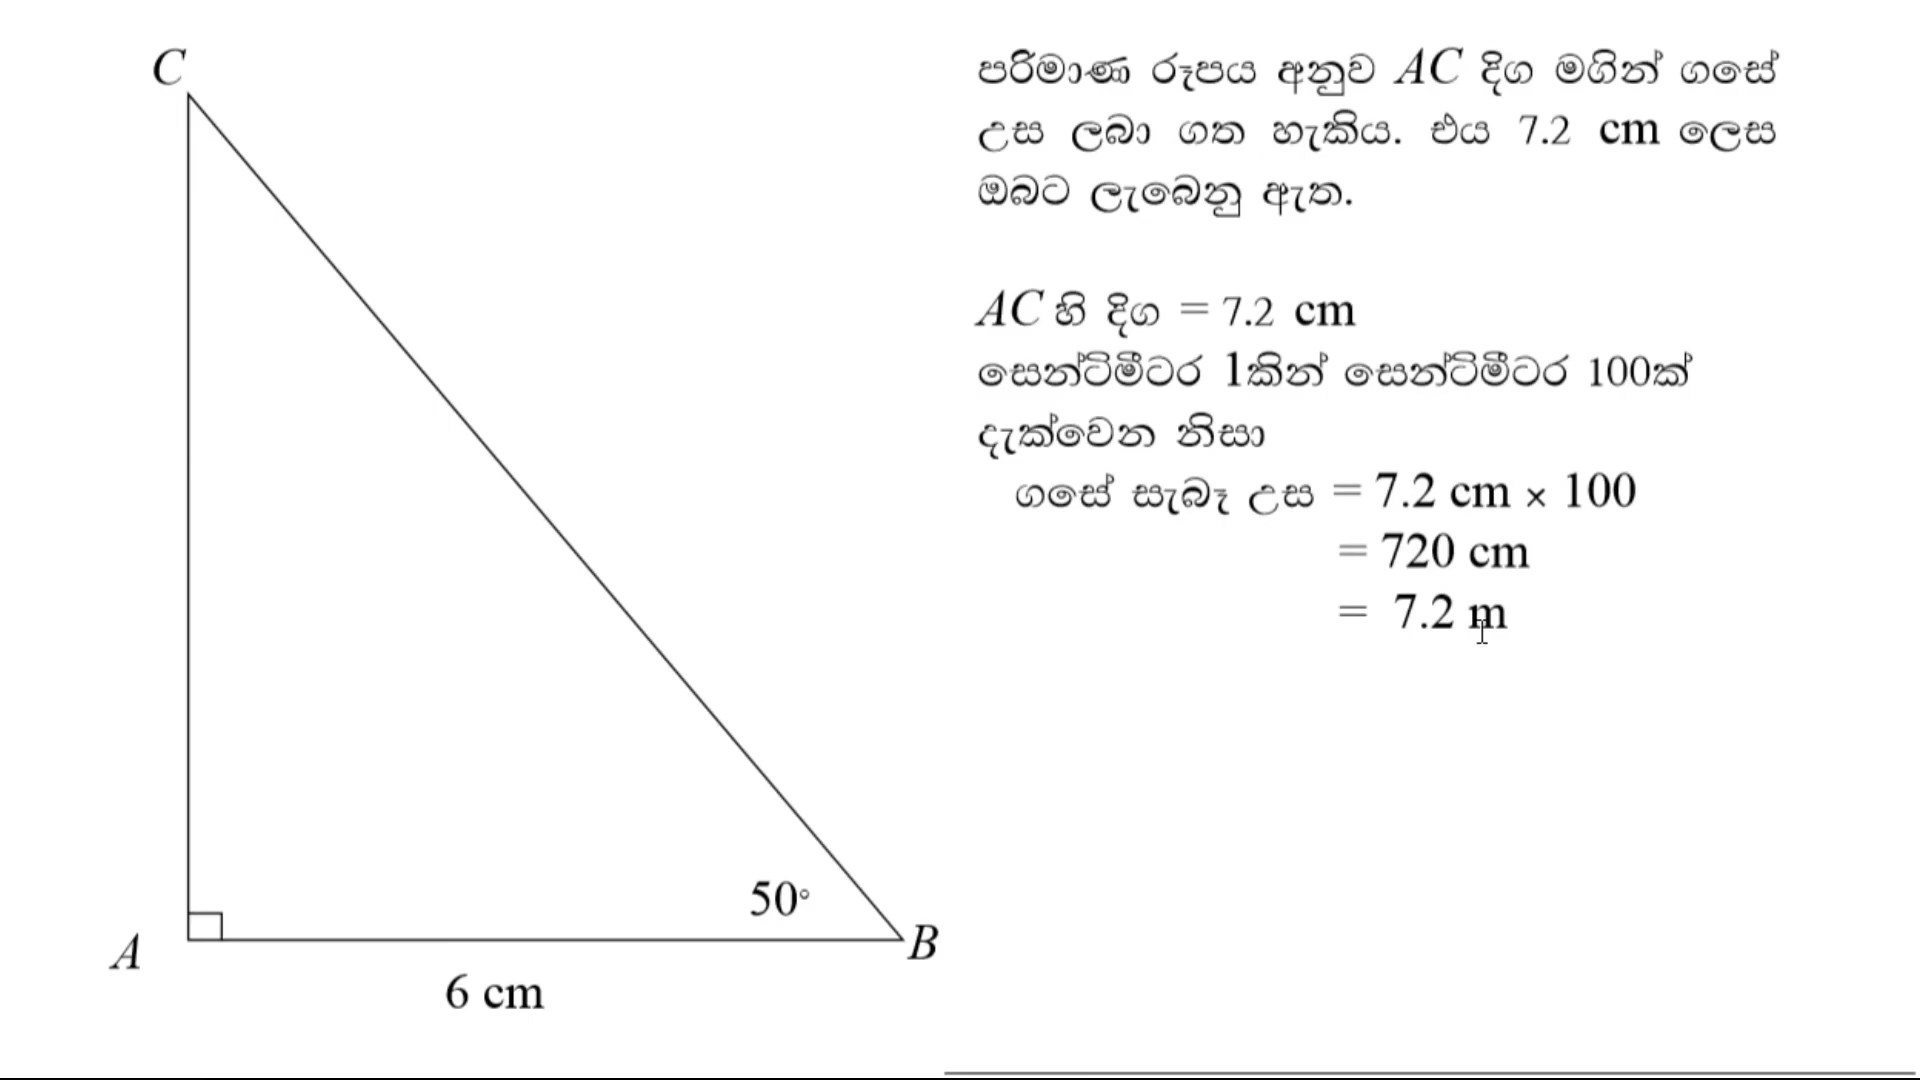 C
A
B
50°
6 cm
පරිමාණ රූපය අනුව AC දිග මගින් ගසේ
උස ලබා ගත හැකිය. එය 7.2 cm ලෙස
ඔබට ලැබෙනු ඇත.
AC හි දිග = 7.2 cm
සෙන්ටිමීටර 1කින් සෙන්ටිමීටර 100ක්
දැක්වෙන නිසා
ගසේ සැබෑ උස = 7.2 cm × 100
= 720 cm
= 7.2 m